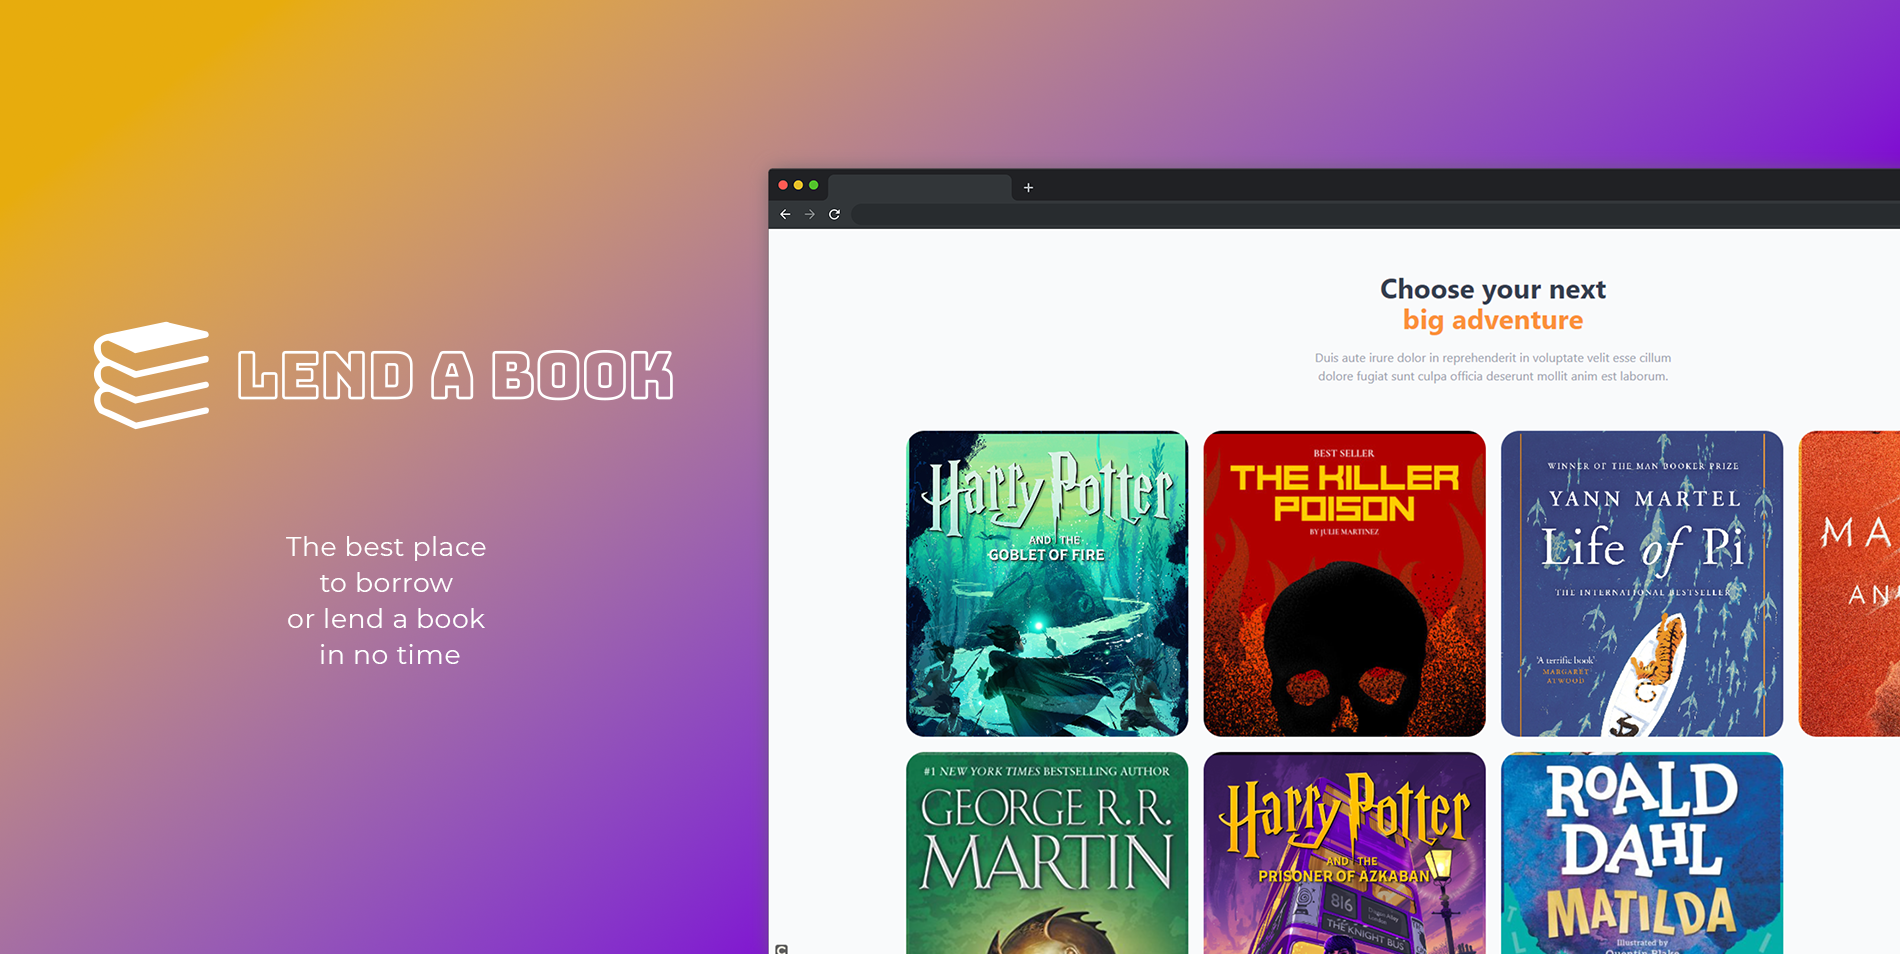 LEND A BOOK
The best place
to borrow
or lend a book
in no time
Choose your next
big adventure
Duis aute irure dolor in reprehenderit in voluptate velit esse cillum
dolore fugiat sunt culpa officia deserunt mollit anim est laborum.
Harry Potter
AND THE
GOBLET OF FIRE
BEST SELLER
THE KILLER
POISON
BY JULIE MARTINEZ
WINNER OF THE MAN BOOKER PRIZE
YANN MARTEL
Life of Pi
THE INTERNATIONAL BESTSELLER
'A terrific book'
MARGARET
ATWOOD
MA
AN
#1 NEW YORK TIMES BESTSELLING AUTHOR
GEORGE R. R.
MARTIN
Harry Potter
AND THE
PRISONER OF AZKABAN
816
Diagon Alley
London
THE KNIGHT BUS
ROALD
DAHL
MATILDA
Illustrated by
Quentin Blake